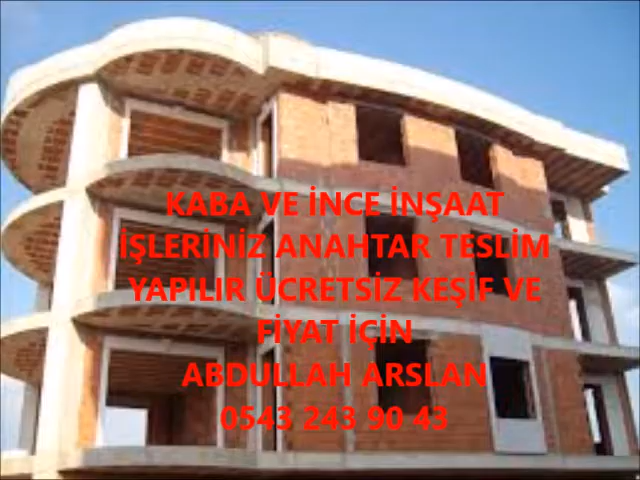 KABA VE İNCE İNŞAAT
İŞLERİNİZ ANAHTAR TESLİM
YAPILIR ÜCRETSİZ KEŞİF VE
FİYAT İÇİN
ABDULLAH ARSLAN
0543 243 90 43